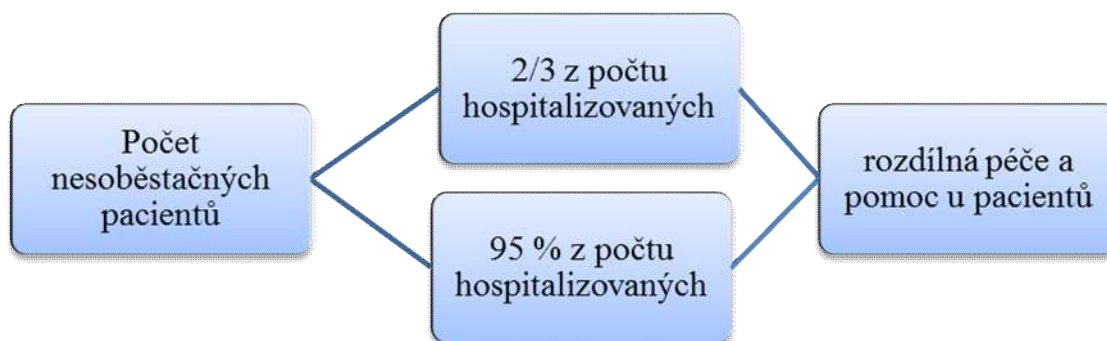 Počet
nesoběstačných
pacientů
2/3 z počtu
hospitalizovaných
95 % z počtu
hospitalizovaných
rozdílná péče a
pomoc u pacientů